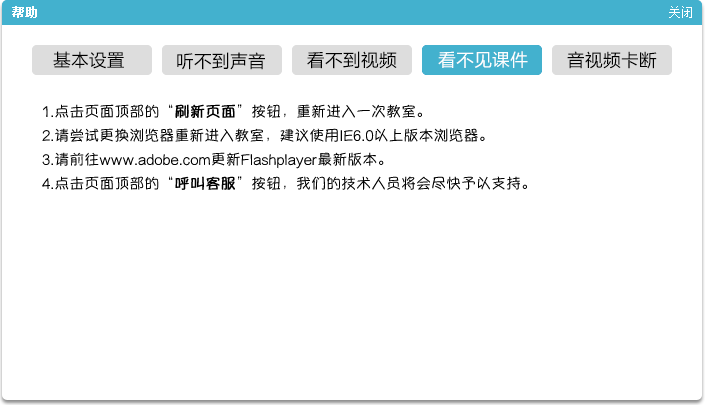 帮助 关闭
基本设置 听不到声音 看不到视频 看不见课件 音视频卡断
1.点击页面顶部的“刷新页面”按钮，重新进入一次教室。
2.请尝试更换浏览器重新进入教室，建议使用IE6.0以上版本浏览器。
3.请前往www.adobe.com更新Flashplayer最新版本。
4.点击页面顶部的“呼叫客服”按钮，我们的技术人员将会尽快予以支持。